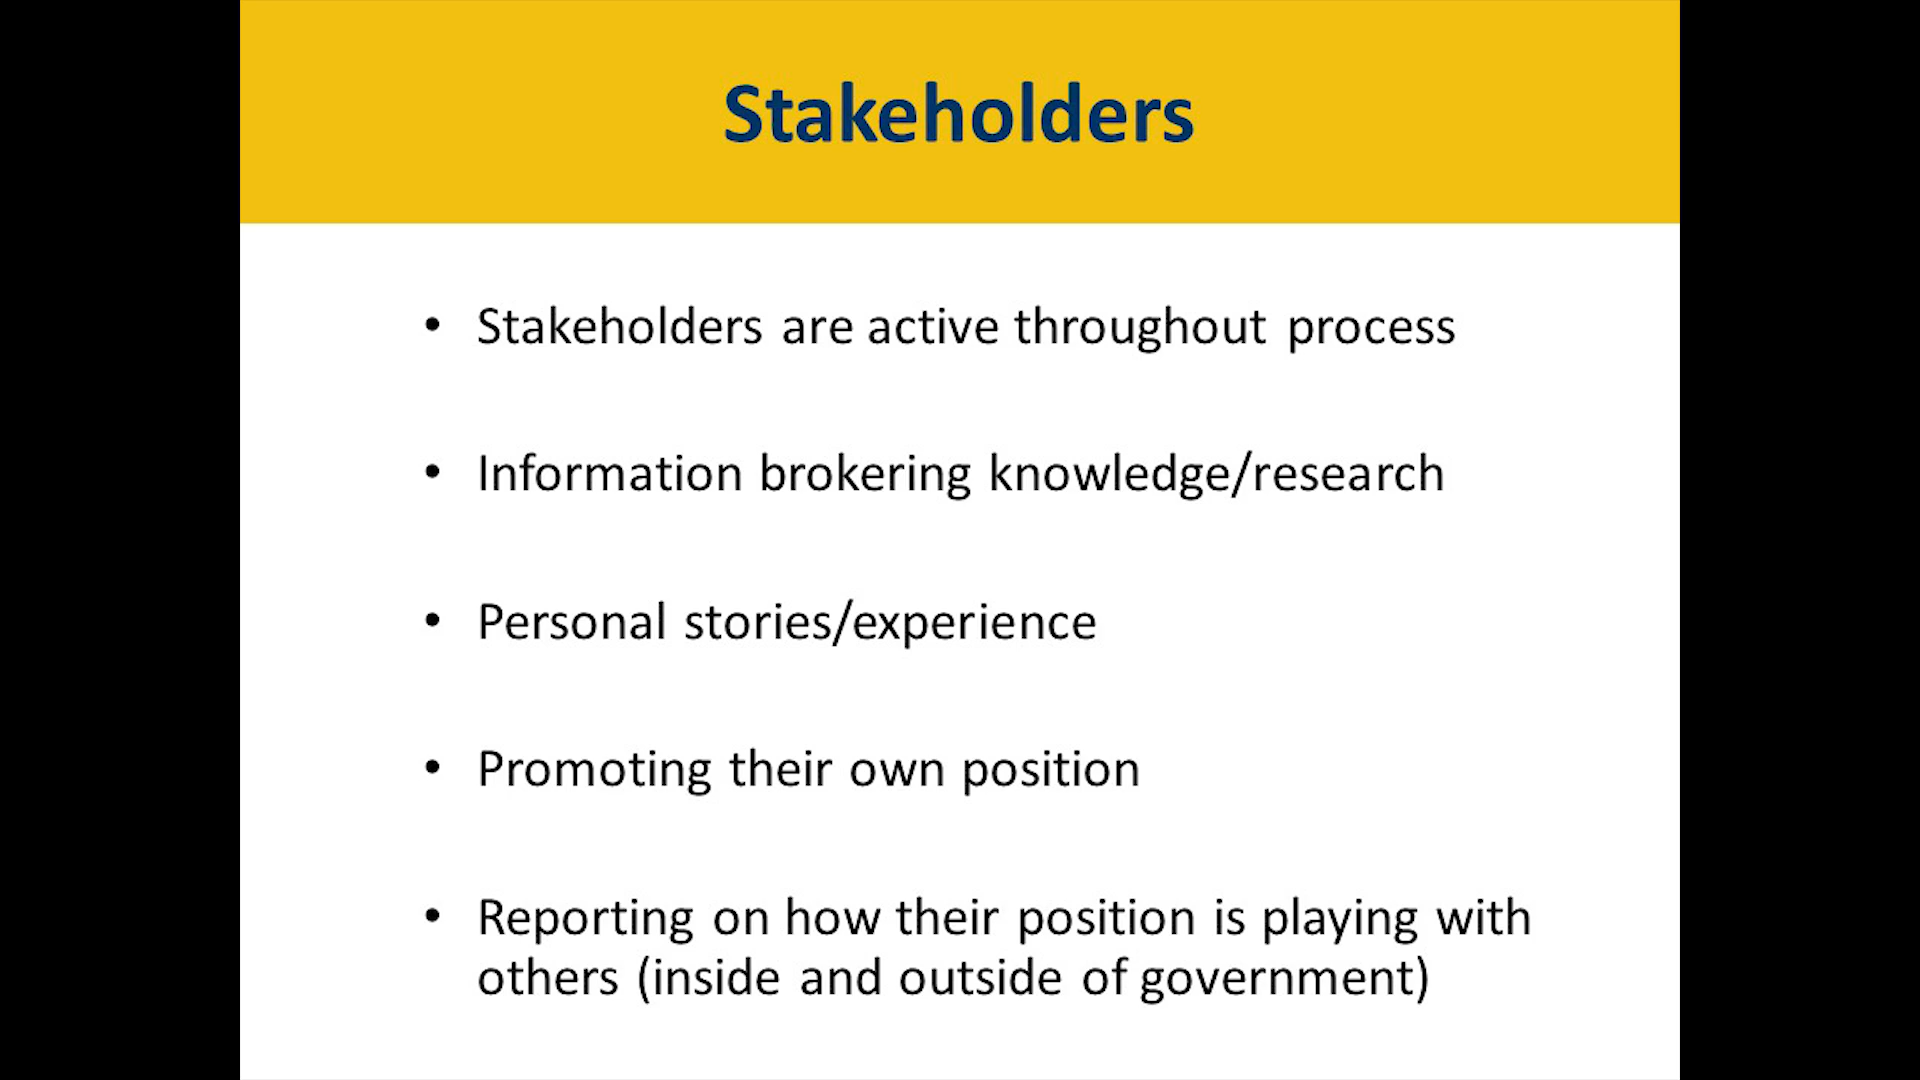 Stakeholders
• Stakeholders are active throughout process
• Information brokering knowledge/research
• Personal stories/experience
• Promoting their own position
• Reporting on how their position is playing with
others (inside and outside of government)